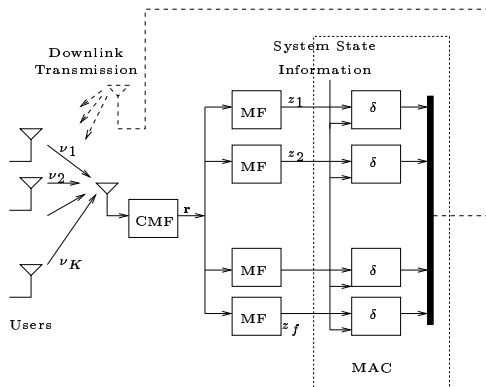 Downlink
Transmission
System State
Information
ν1
ν2
νK
Users
CMF
r
MF
z1
δ
MF
z2
δ
MF
δ
MF
zf
δ
MAC